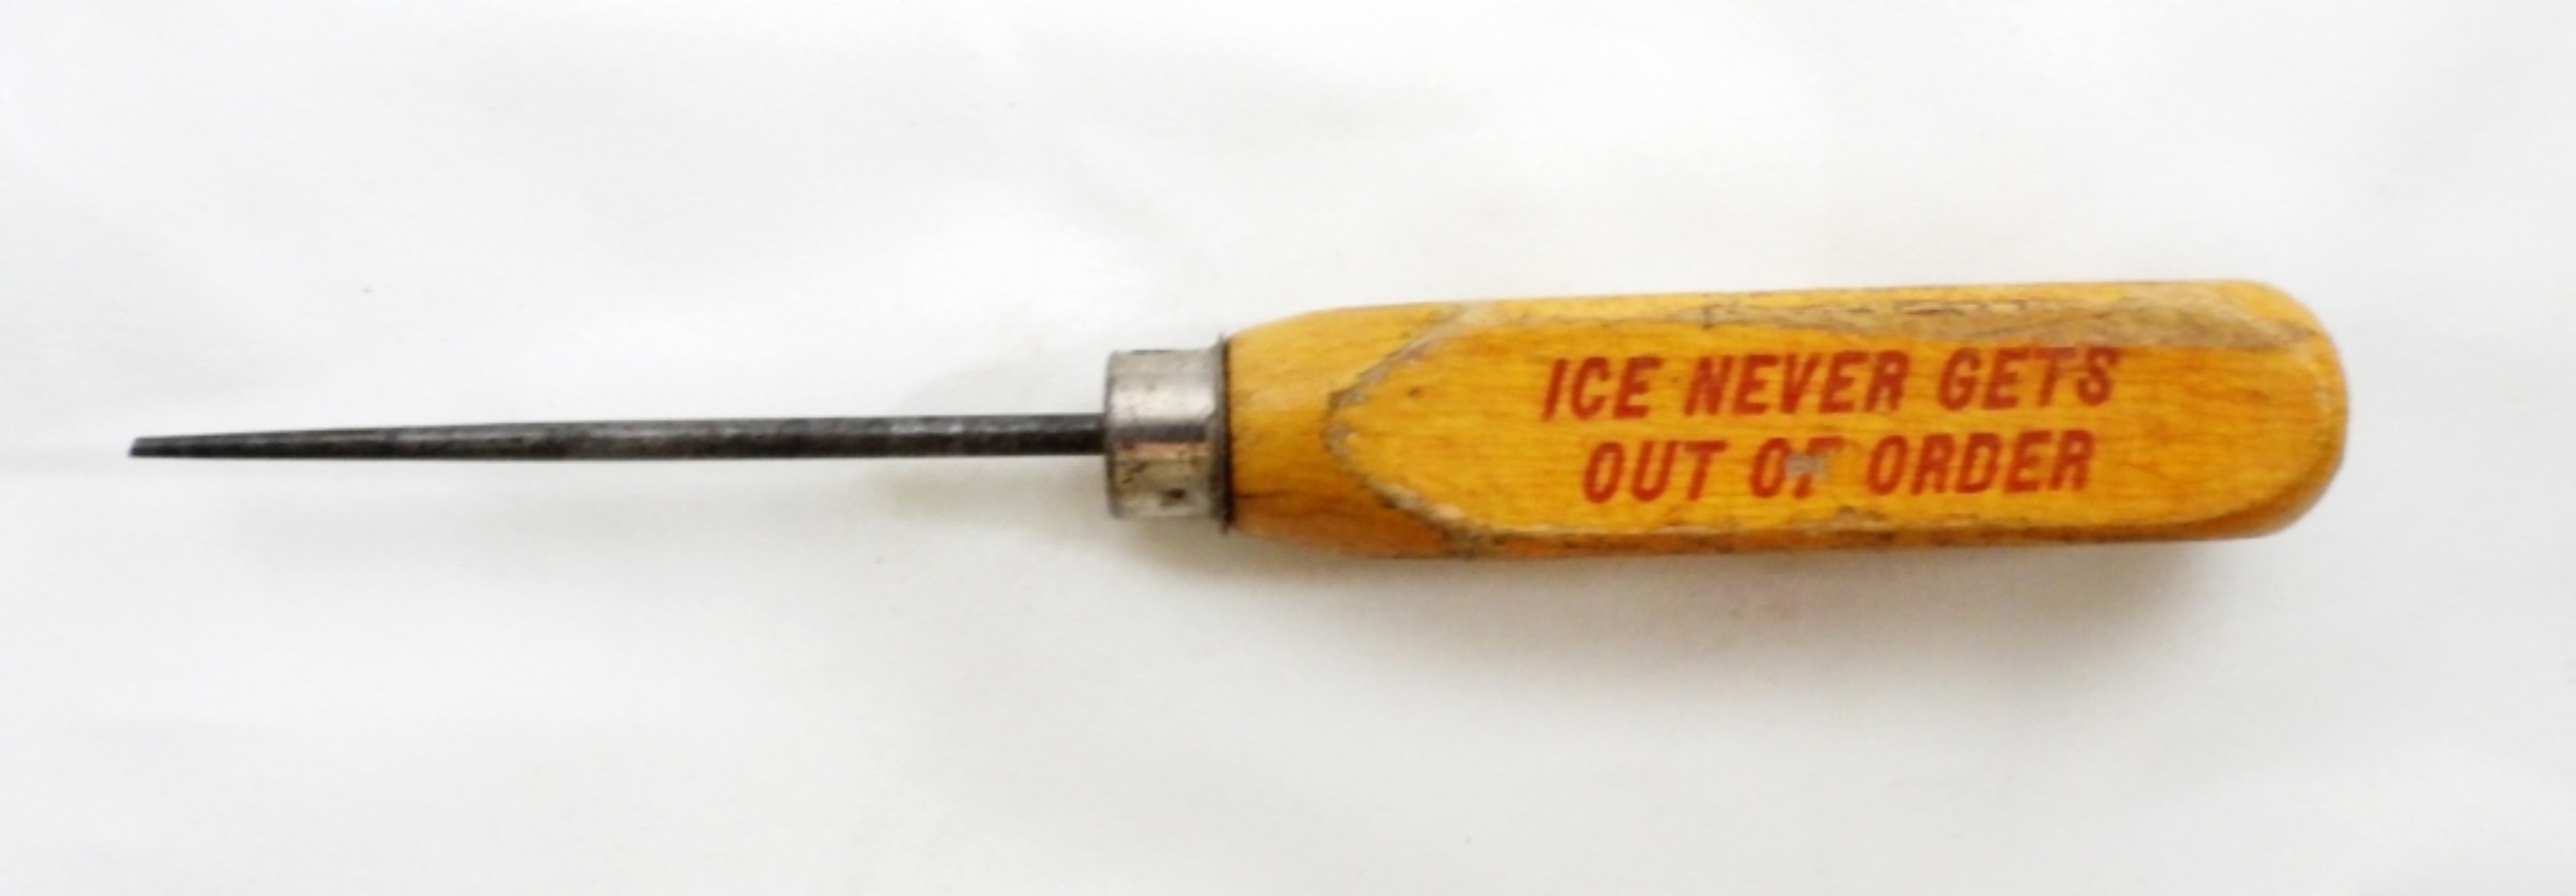 ICE NEVER GETS
OUT OF ORDER